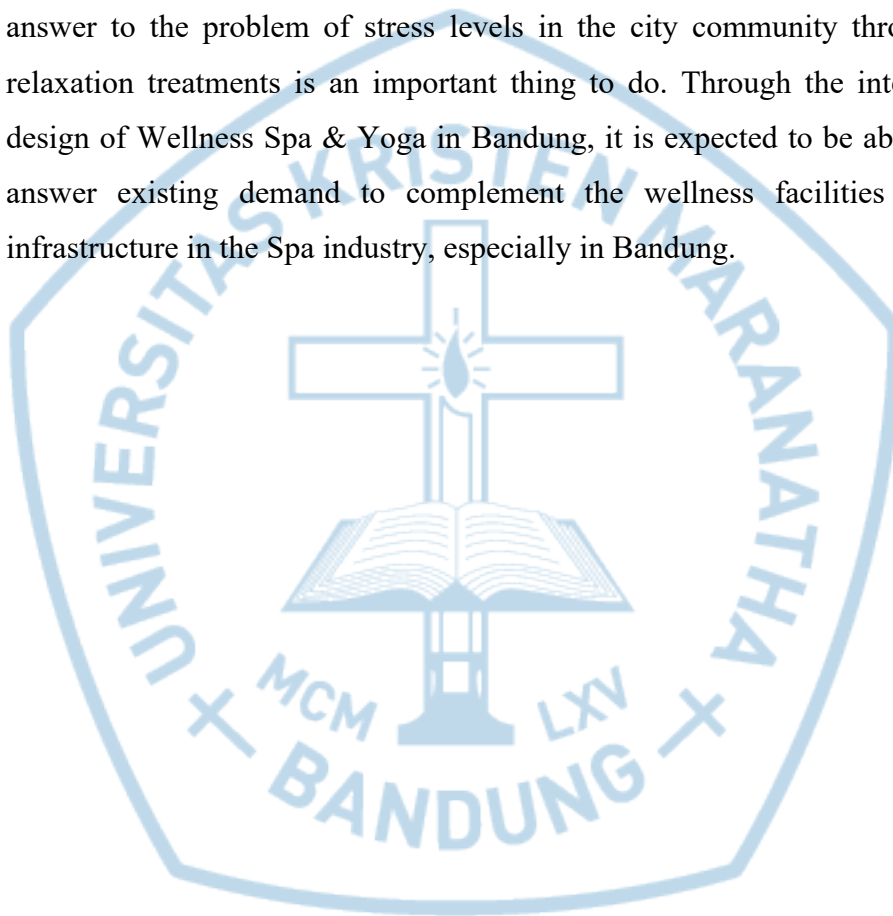 answer to the problem of stress levels in the city community thro
relaxation treatments is an important thing to do. Through the inte
design of Wellness Spa & Yoga in Bandung, it is expected to be ab
answer existing demand to complement the wellness facilities
infrastructure in the Spa industry, especially in Bandung.
UNIVERSITAS KRISTEN MARANATHA
MCM LXV
BANDUNG